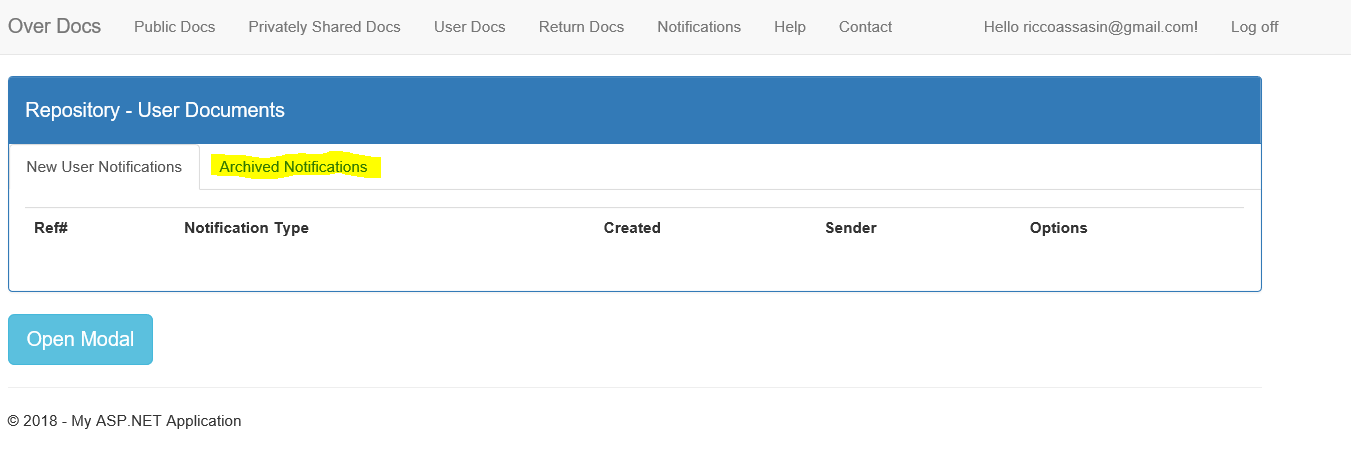 Over Docs Public Docs Privately Shared Docs User Docs Return Docs Notifications Help Contact Hello riccoassasin@gmail.com! Log off
Repository - User Documents
New User Notifications Archived Notifications
Ref# Notification Type Created Sender Options
Open Modal
© 2018 - My ASP.NET Application